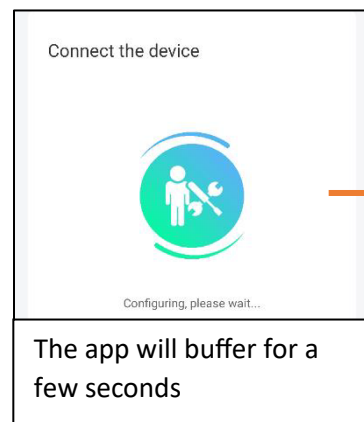 Connect the device
Configuring, please wait...
The app will buffer for a
few seconds